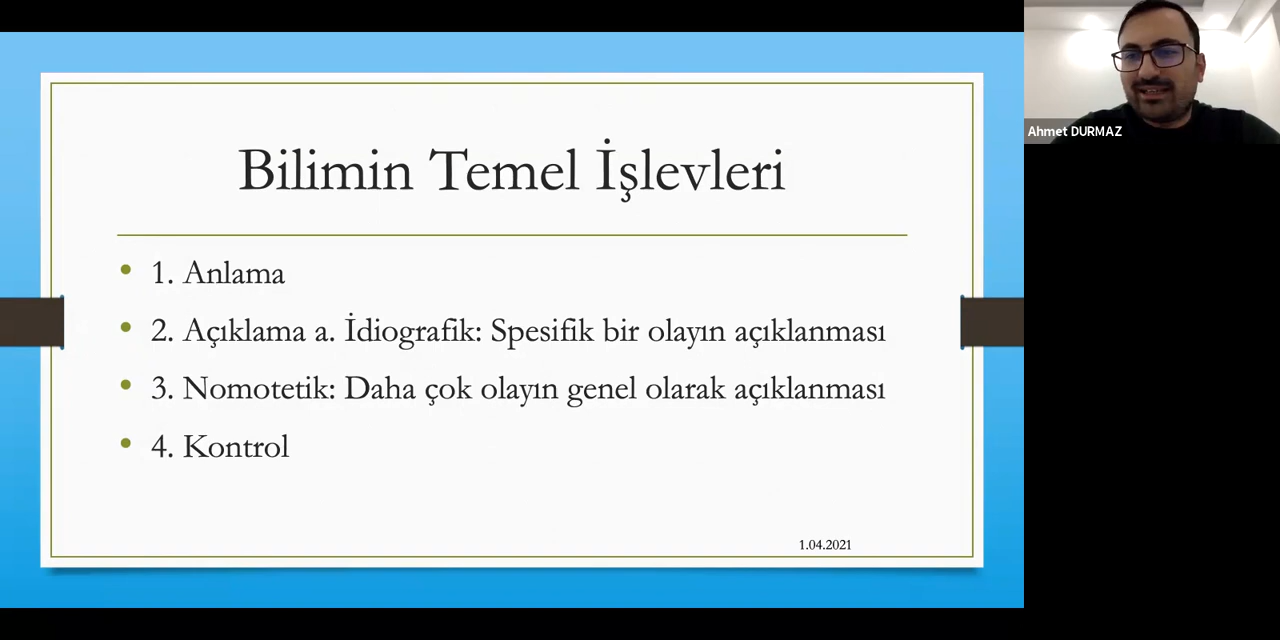 Bilimin Temel İşlevleri
• 1. Anlama
• 2. Açıklama a. İdiografik: Spesifik bir olayın açıklanması
• 3. Nomotetik: Daha çok olayın genel olarak açıklanması
• 4. Kontrol
1.04.2021
Ahmet DURMAZ